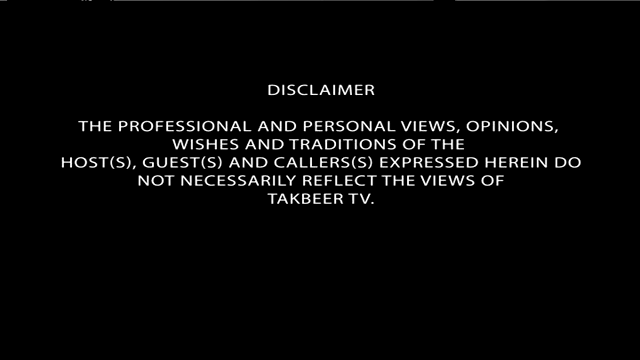 DISCLAIMER
THE PROFESSIONAL AND PERSONAL VIEWS, OPINIONS,
WISHES AND TRADITIONS OF THE
HOST(S), GUEST(S) AND CALLERS(S) EXPRESSED HEREIN DO
NOT NECESSARILY REFLECT THE VIEWS OF
TAKBEER TV.